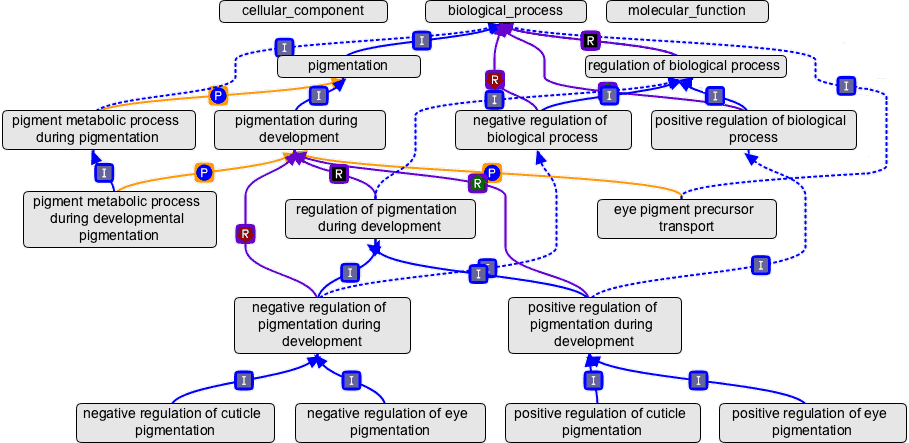 cellular_component
biological_process
molecular_function
I
I
R
pigmentation
regulation of biological process
R
I
P
I
I
I
I
pigment metabolic process
during pigmentation
pigmentation during
development
negative regulation of
biological process
positive regulation of biological
process
I
P
R
P
R
pigment metabolic process
during developmental
pigmentation
regulation of pigmentation
during development
eye pigment precursor
transport
R
I
I
I
I
negative regulation of
pigmentation during
development
positive regulation of
pigmentation during
development
I
I
I
I
negative regulation of cuticle
pigmentation
negative regulation of eye
pigmentation
positive regulation of cuticle
pigmentation
positive regulation of eye
pigmentation